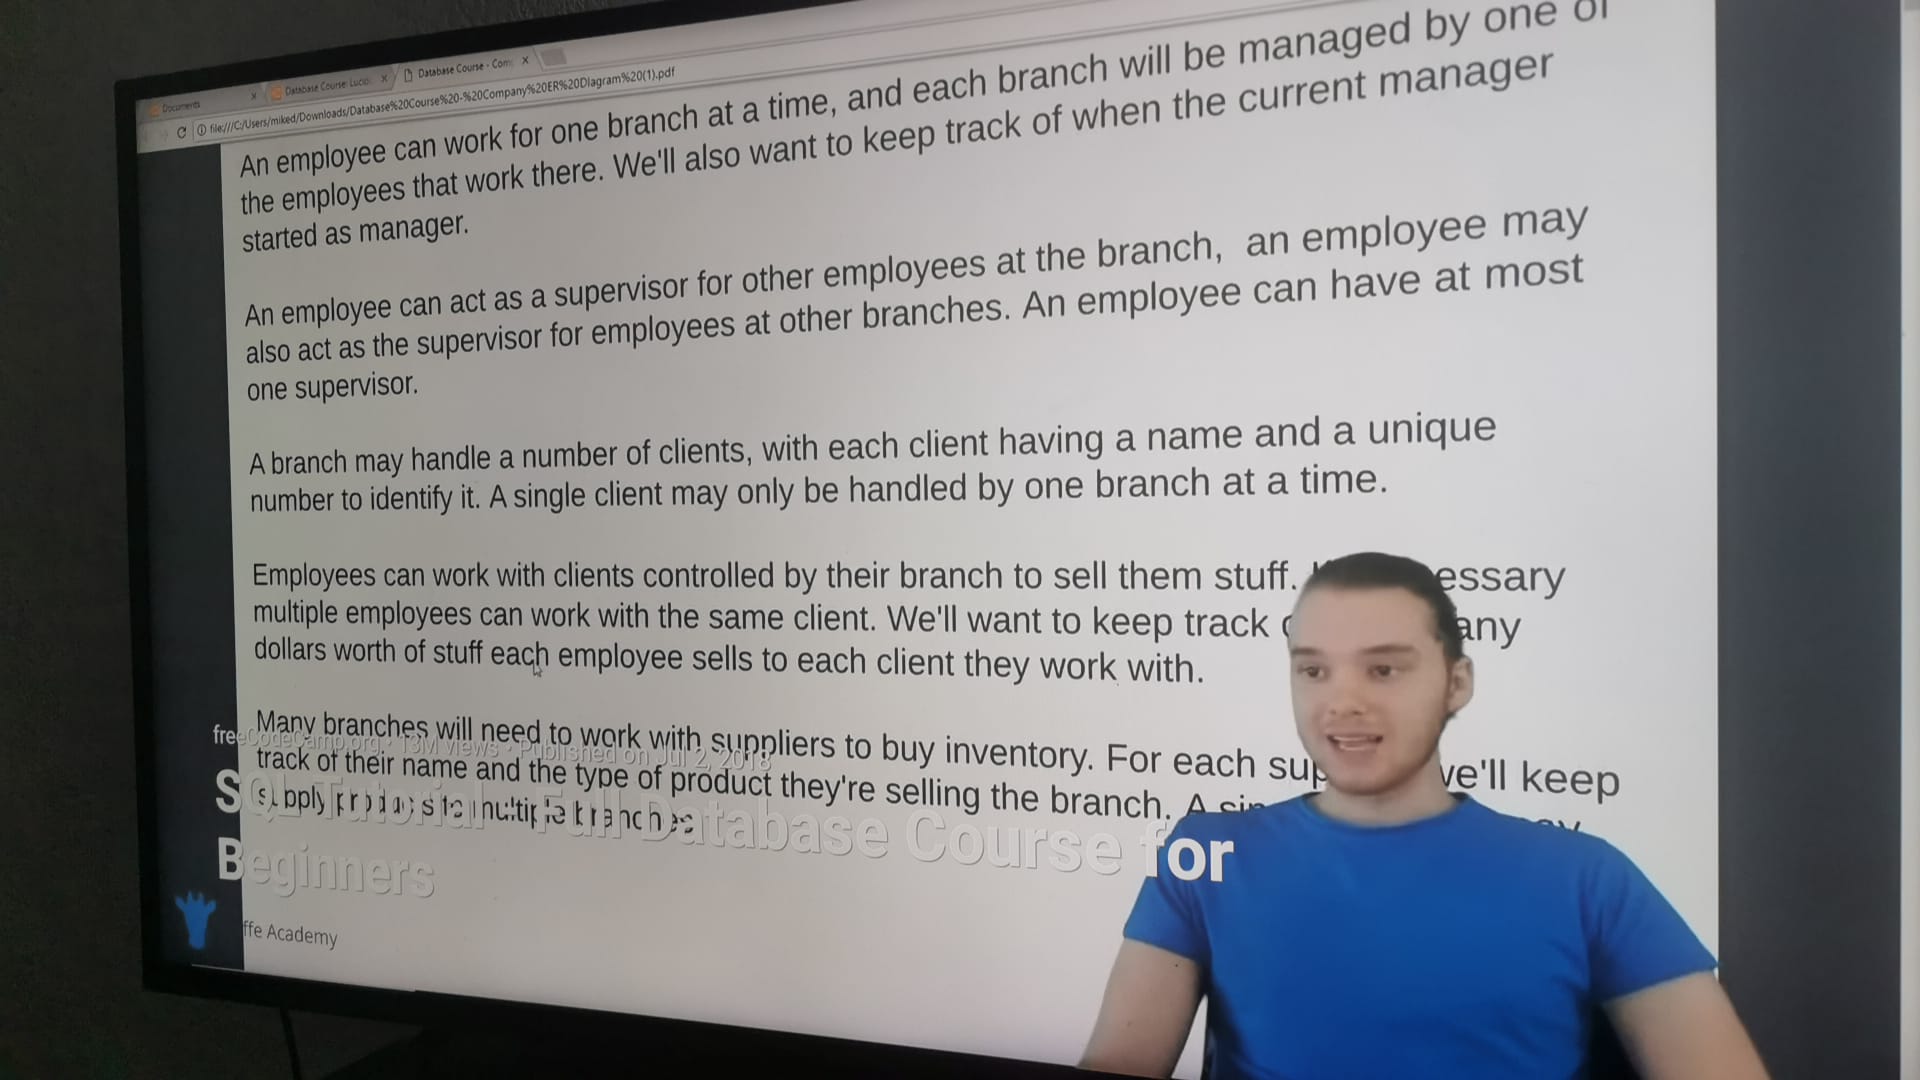 Documents
Database Course: Lucid
Database Course - Com
file:///C:/Users/miked/Downloads/Database%20Course%20-%20Company%20ER%20Diagram%20(1).pdf
An employee can work for one branch at a time, and each branch will be managed by one of
the employees that work there. We'll also want to keep track of when the current manager
started as manager.
An employee can act as a supervisor for other employees at the branch, an employee may
also act as the supervisor for employees at other branches. An employee can have at most
one supervisor.
A branch may handle a number of clients, with each client having a name and a unique
number to identify it. A single client may only be handled by one branch at a time.
Employees can work with clients controlled by their branch to sell them stuff. essary
multiple employees can work with the same client. We'll want to keep track any
dollars worth of stuff each employee sells to each client they work with.
Many branches will need to work with suppliers to buy inventory. For each sup we'll keep
track of their name and the type of product they're selling the branch. A sin
supply products to multiple branches
freeCodeCamp.org · 13M views · Published on Jul 2, 2018
SQL Tutorial - Full Database Course for
Beginners
ffe Academy